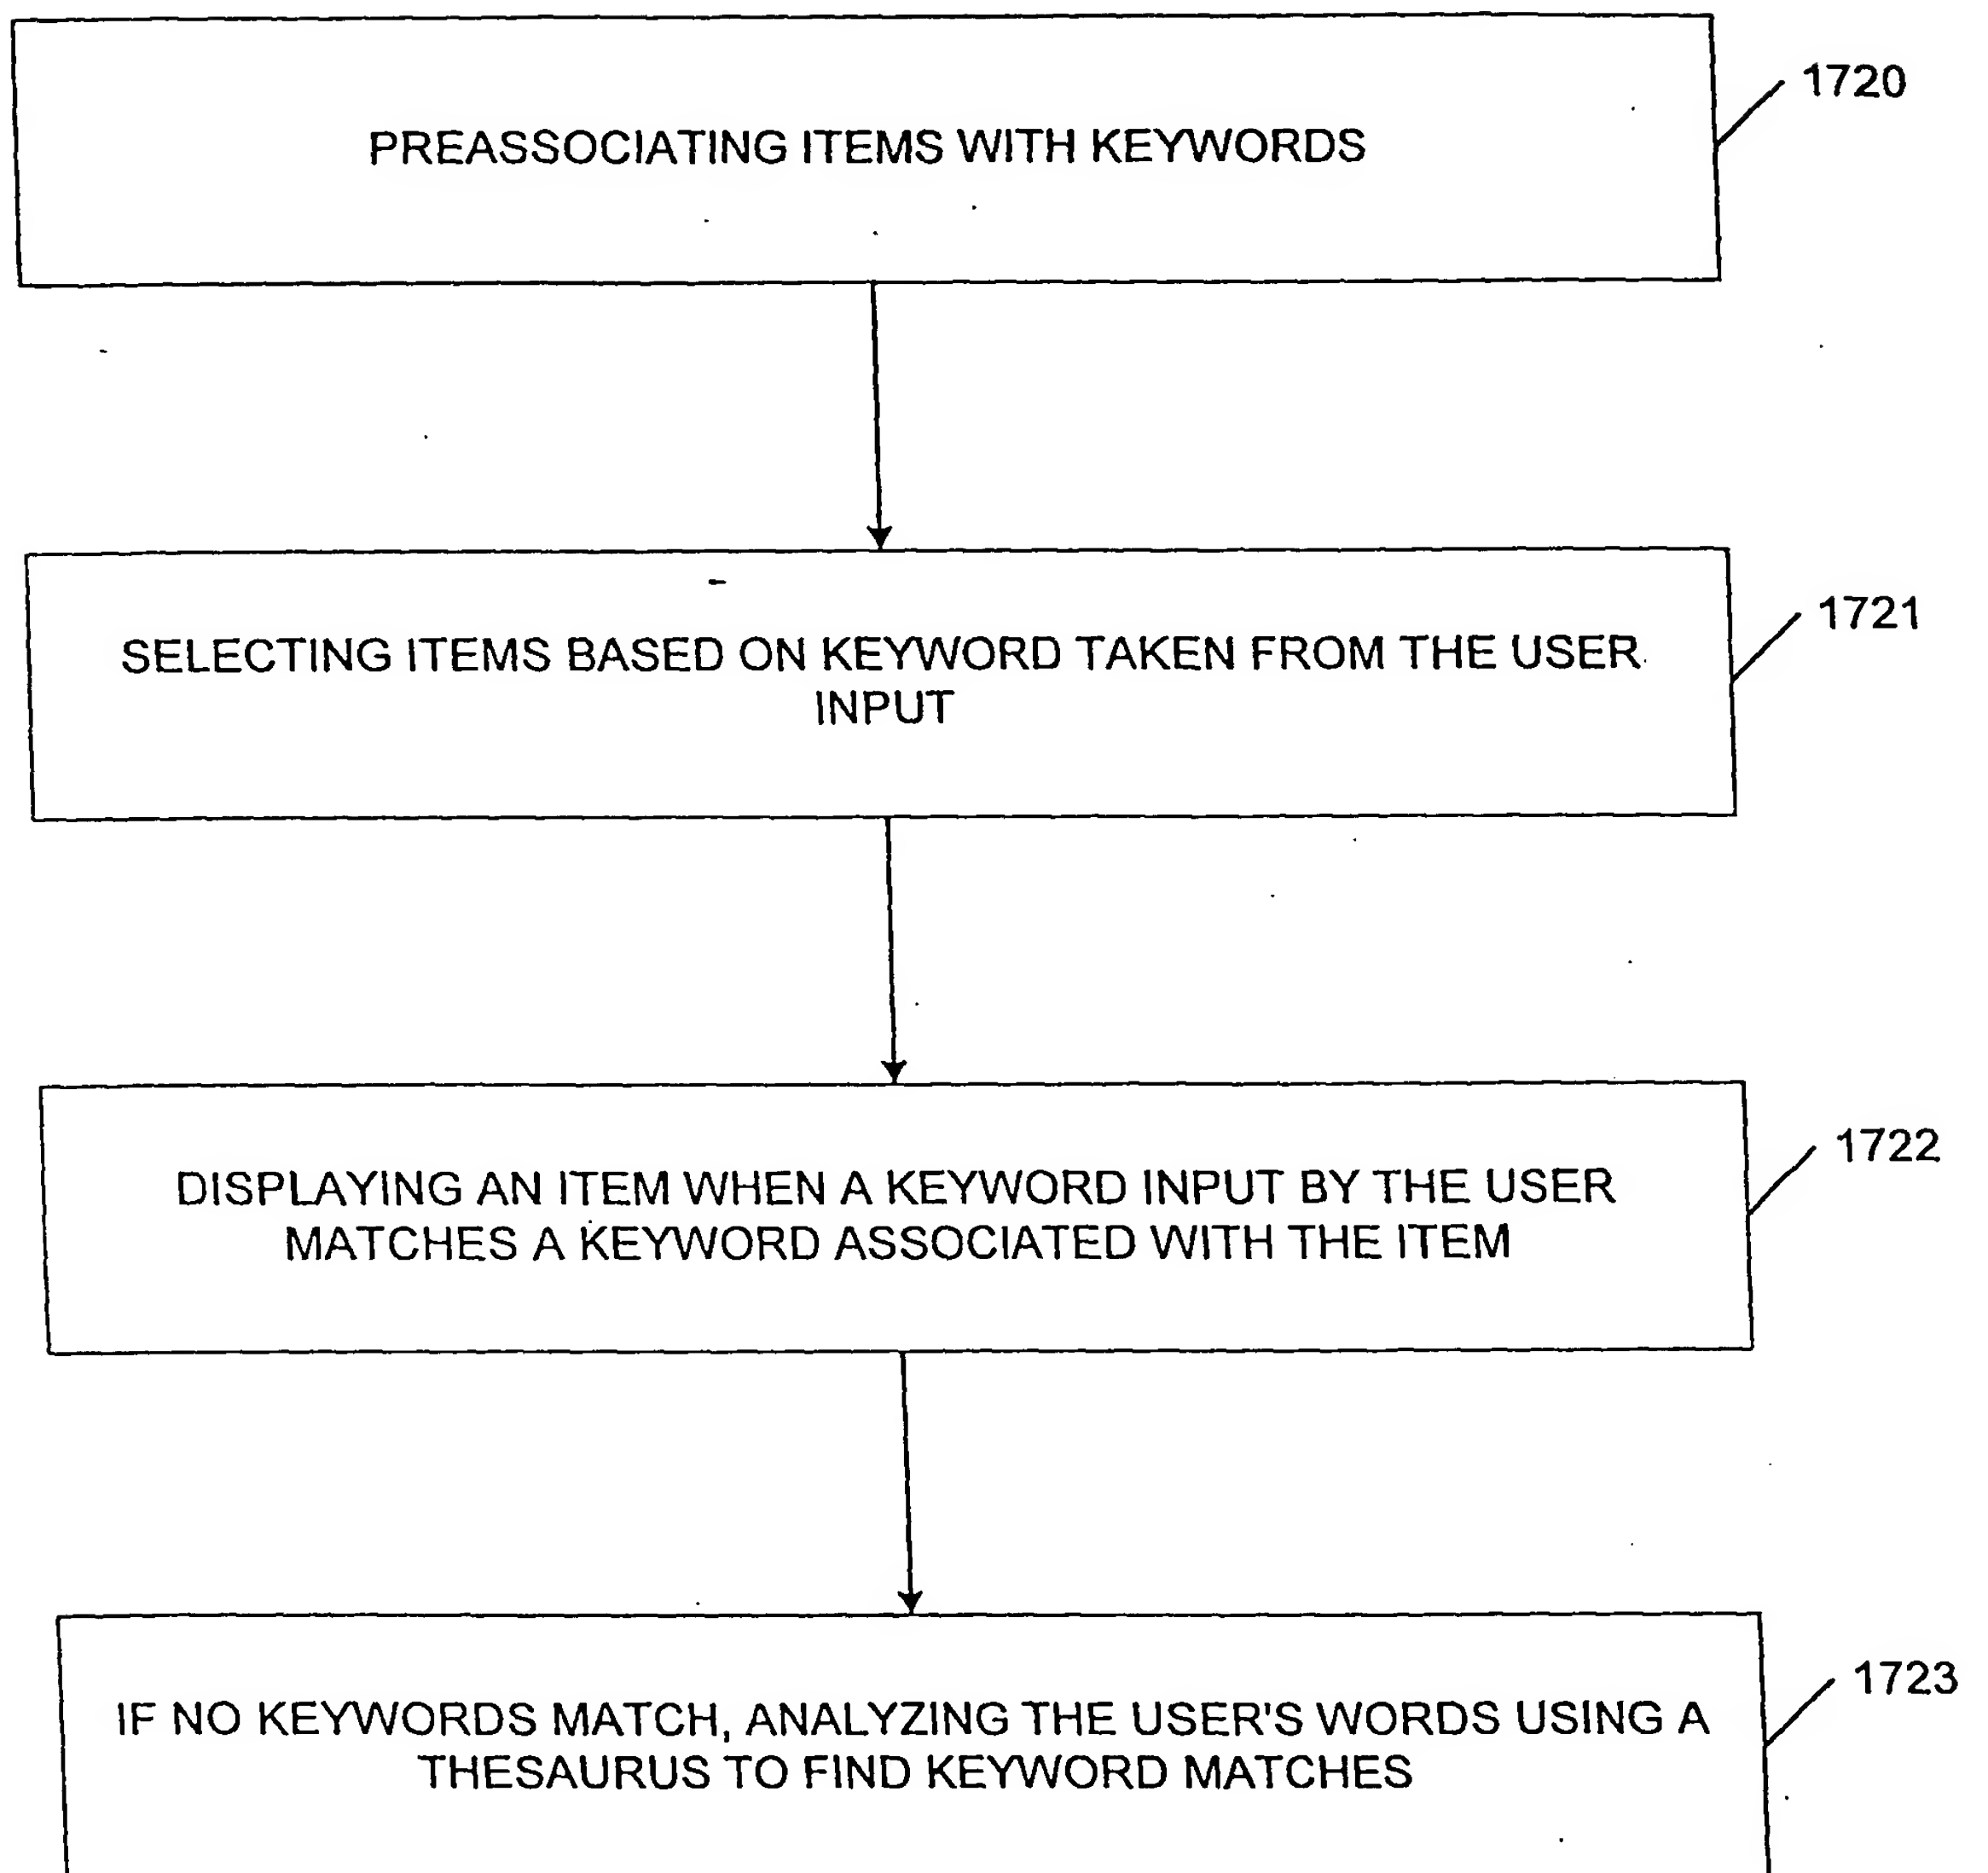 PREASSOCIATING ITEMS WITH KEYWORDS
1720
SELECTING ITEMS BASED ON KEYWORD TAKEN FROM THE USER
INPUT
1721
DISPLAYING AN ITEM WHEN A KEYWORD INPUT BY THE USER
MATCHES A KEYWORD ASSOCIATED WITH THE ITEM
1722
IF NO KEYWORDS MATCH, ANALYZING THE USER'S WORDS USING A
THESAURUS TO FIND KEYWORD MATCHES
1723